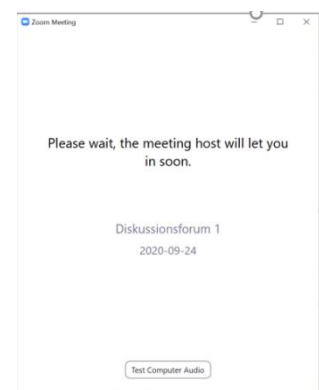 Zoom Meeting
Please wait, the meeting host will let you
in soon.
Diskussionsforum 1
2020-09-24
Test Computer Audio